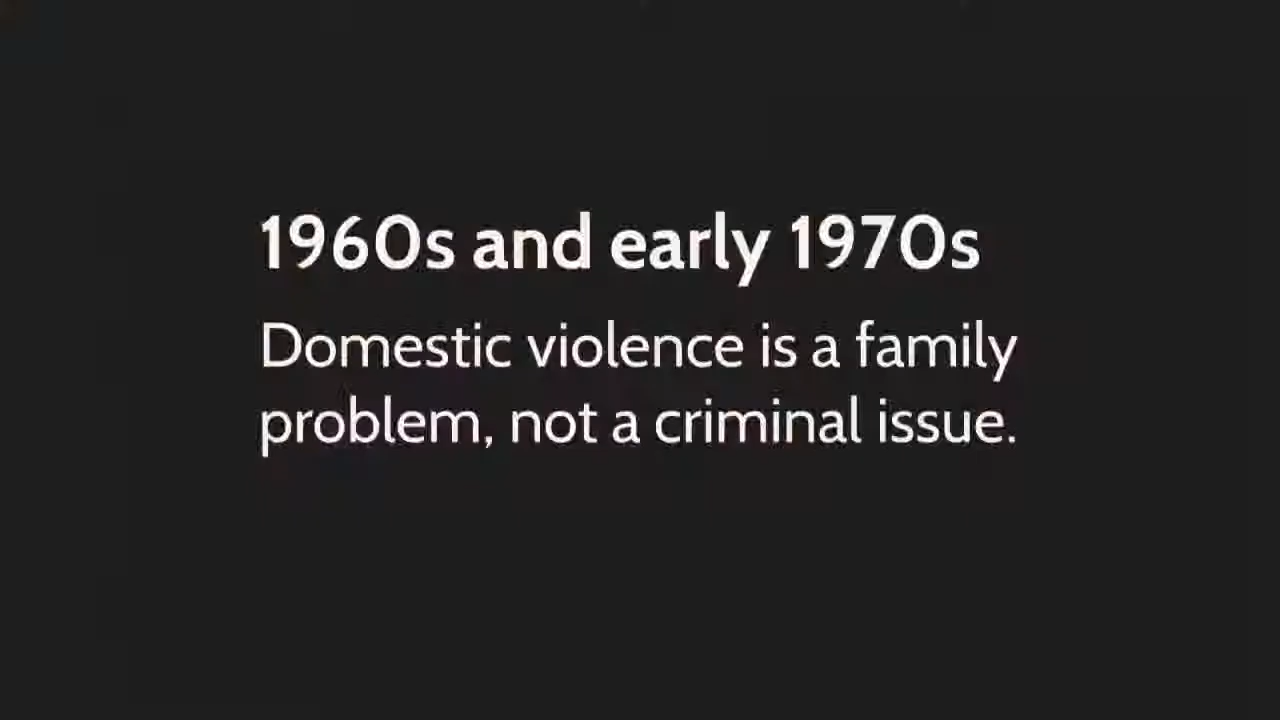 1960s and early 1970s
Domestic violence is a family
problem, not a criminal issue.